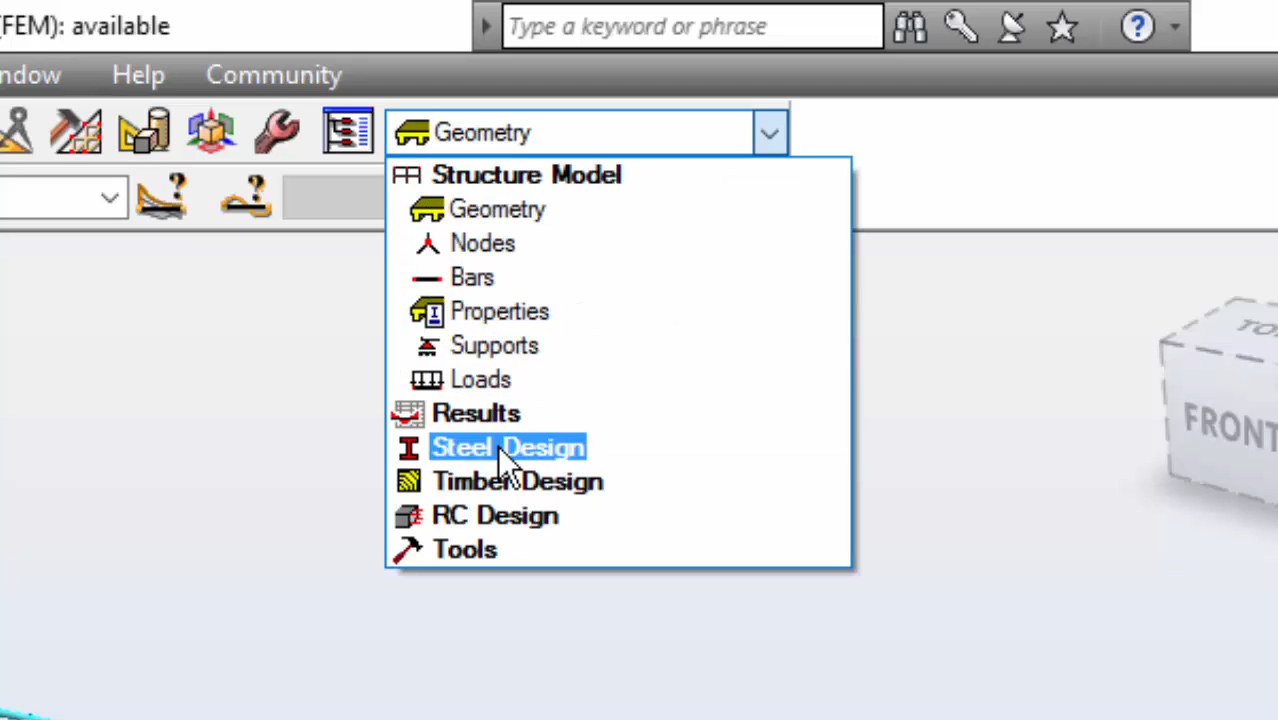 (FEM): available
Type a keyword or phrase
?
Help
Community
Geometry
?
?
Structure Model
Geometry
Nodes
Bars
Properties
Supports
Loads
Results
Steel Design
Timber Design
RC Design
Tools
FRONT